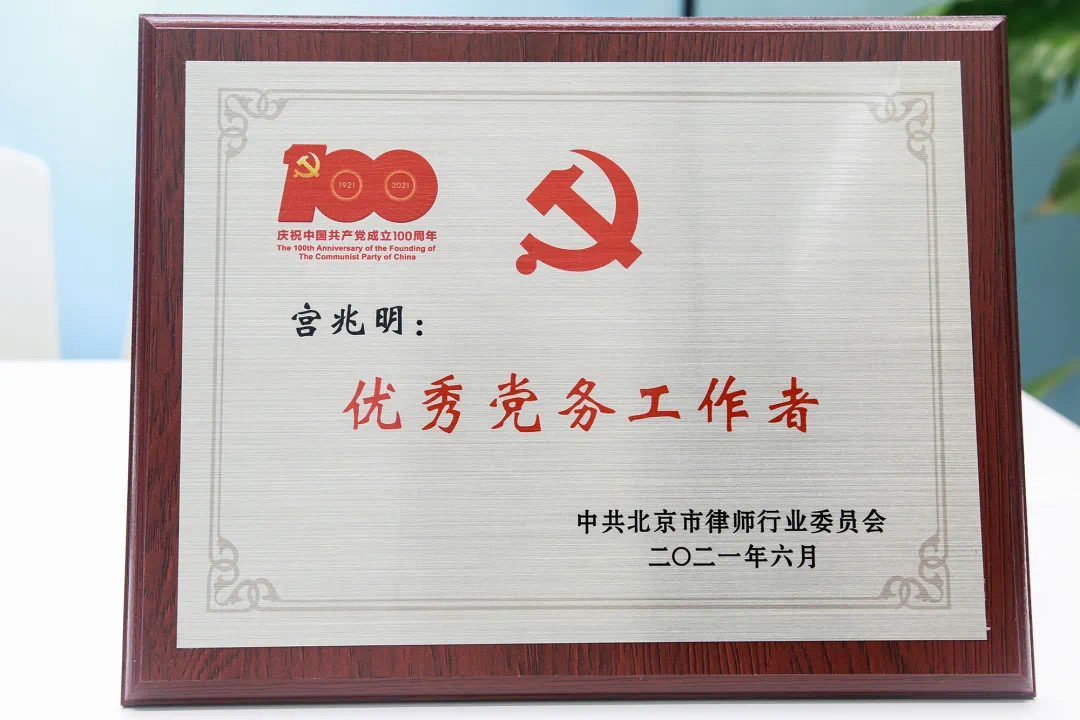 100
1921 2021
庆祝中国共产党成立100周年
The 100th Anniversary of the Founding of
The Communist Party of China
宫兆明：
优秀党务工作者
中共北京市律师行业委员会
二〇二一年六月